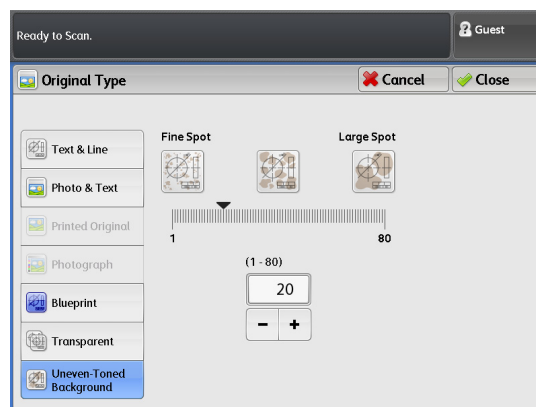 Ready to Scan.
Guest
Original Type
Cancel
Close
Fine Spot
Large Spot
Text & Line
Photo & Text
Printed Original
1
80
Photograph
(1 - 80)
20
Blueprint
- +
Transparent
Uneven-Toned
Background